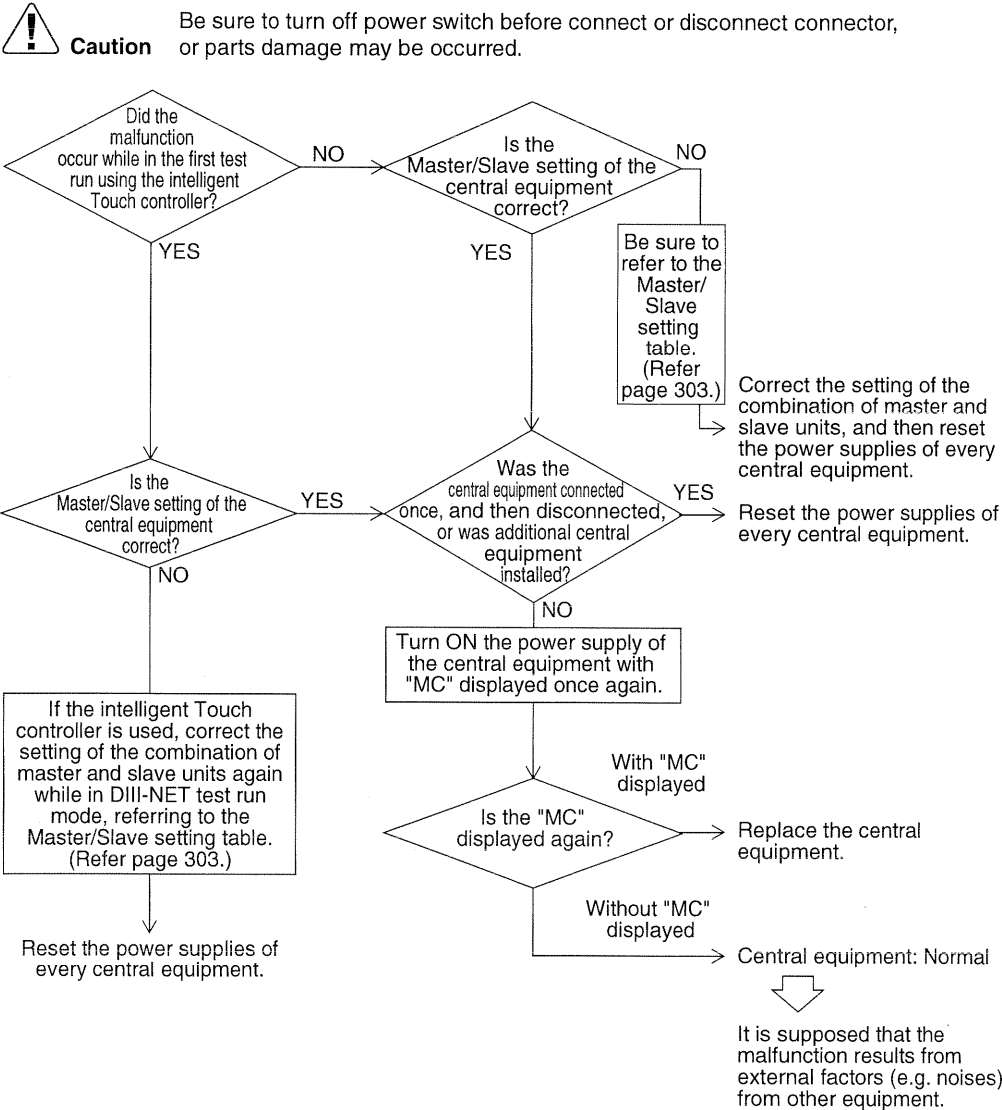 Caution
Be sure to turn off power switch before connect or disconnect connector,
or parts damage may be occurred.
Did the
malfunction
occur while in the first test
run using the intelligent
Touch controller?
NO
YES
Is the
Master/Slave setting of the
central equipment
correct?
NO
YES
Be sure to
refer to the
Master/
Slave
setting
table.
(Refer
page 303.)
Correct the setting of the
combination of master and
slave units, and then reset
the power supplies of every
central equipment.
Is the
Master/Slave setting of the
central equipment
correct?
YES
NO
Was the
central equipment connected
once, and then disconnected,
or was additional central
equipment
installed?
YES
Reset the power supplies of
every central equipment.
NO
Turn ON the power supply of
the central equipment with
"MC" displayed once again.
If the intelligent Touch
controller is used, correct the
setting of the combination of
master and slave units again
while in DIII-NET test run
mode, referring to the
Master/Slave setting table.
(Refer page 303.)
Reset the power supplies of
every central equipment.
Is the "MC"
displayed again?
With "MC"
displayed
Replace the central
equipment.
Without "MC"
displayed
Central equipment: Normal
It is supposed that the
malfunction results from
external factors (e.g. noises)
from other equipment.